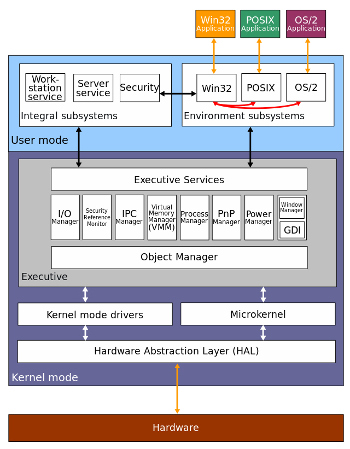 Win32
Application
POSIX
Application
OS/2
Application
Work-
station
service
Server
service
Security
Win32
POSIX
OS/2
Integral subsystems
Environment subsystems
User mode
Executive Services
I/O
Manager
Security
Reference
Monitor
IPC
Manager
Virtual
Memory
Manager
(VMM)
Process
Manager
PnP
Manager
Power
Manager
Window
Manager
GDI
Object Manager
Executive
Kernel mode drivers
Microkernel
Hardware Abstraction Layer (HAL)
Kernel mode
Hardware